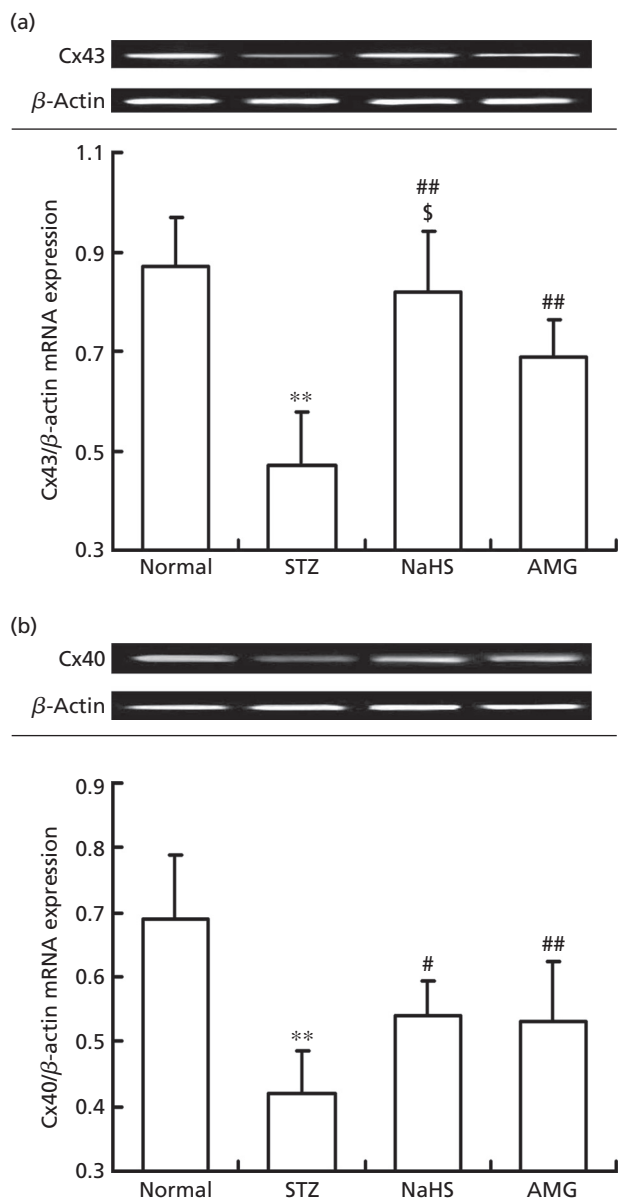 (a)
Cx43
β-Actin
Cx43/β-actin mRNA expression
1.1
0.9
0.7
0.5
0.3
**
##
$
##
Normal STZ NaHS AMG
(b)
Cx40
β-Actin
Cx40/β-actin mRNA expression
0.9
0.8
0.7
0.6
0.5
0.4
0.3
**
#
##
Normal STZ NaHS AMG